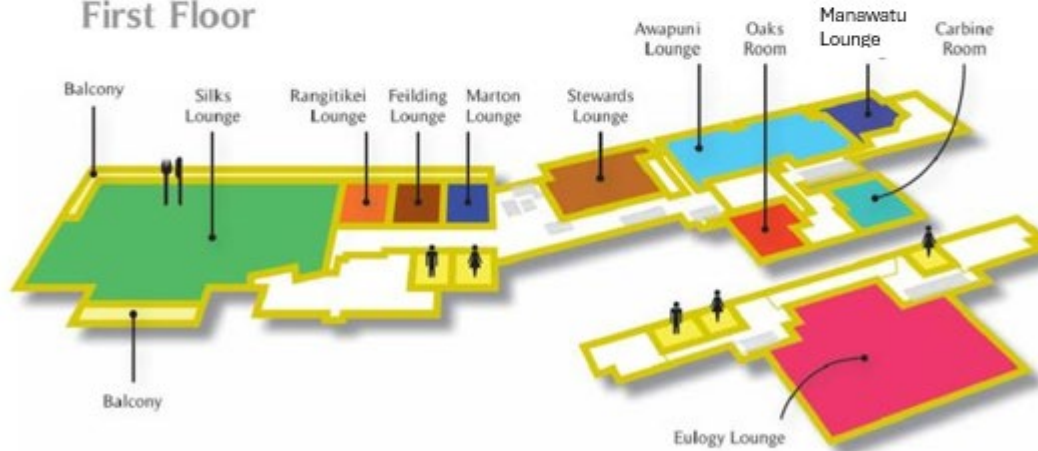 First Floor
Balcony
Silks
Lounge
Rangitikei
Lounge
Feilding
Lounge
Marton
Lounge
Stewards
Lounge
Awapuni
Lounge
Oaks
Room
Manawatu
Lounge
Carbine
Room
Balcony
Eulogy Lounge